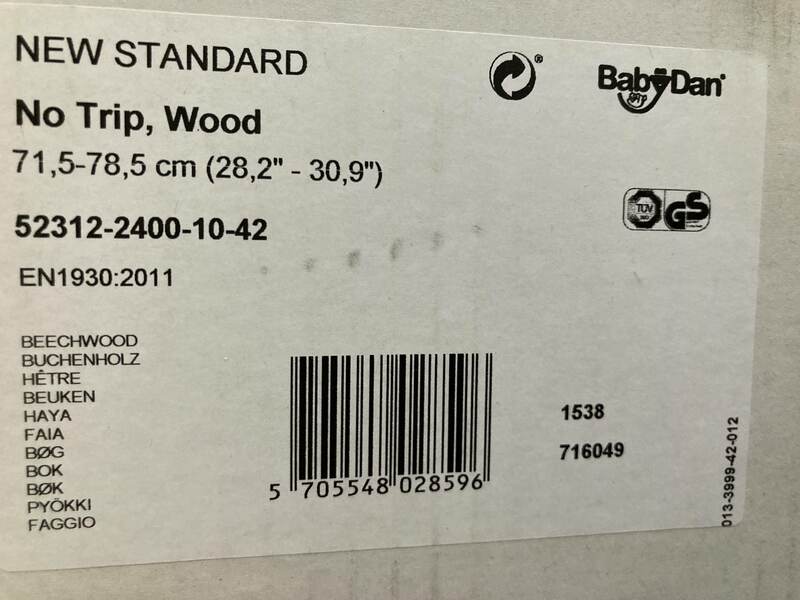 NEW STANDARD
BabyDan®
No Trip, Wood
71,5-78,5 cm (28,2" - 30,9")
TÜV
GS
52312-2400-10-42
EN1930:2011
BEECHWOOD
BUCHENHOLZ
HÊTRE
BEUKEN
HAYA
FAIA
BØG
BOK
BØK
PYÖKKI
FAGGIO
5 705548 028596
1538
716049
013-3999-42-012